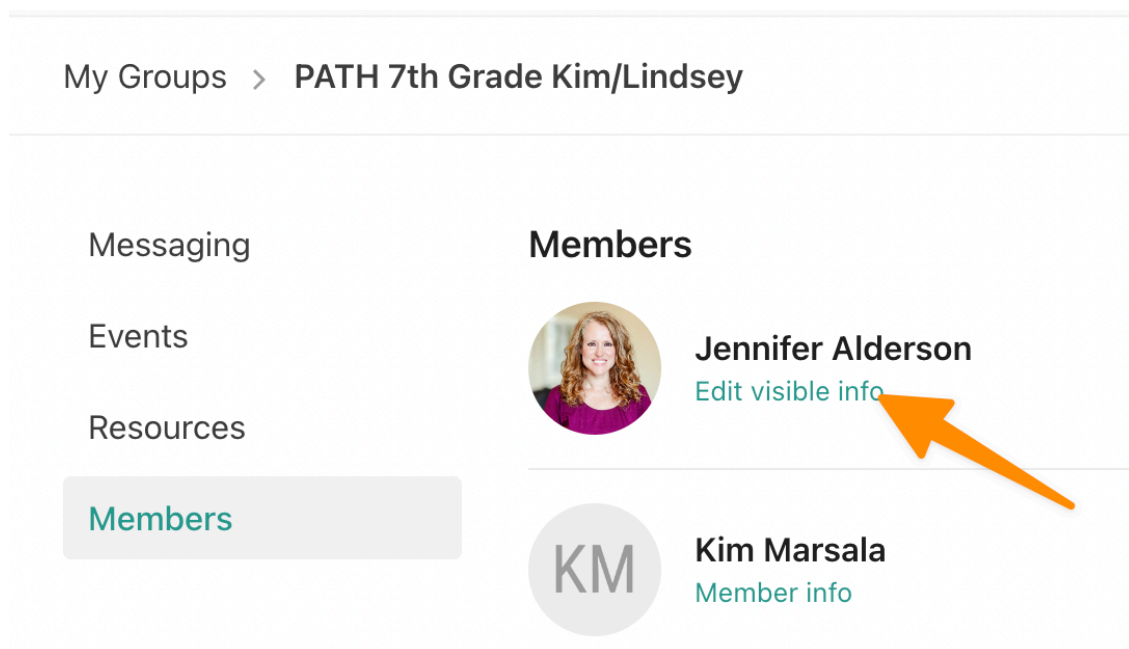 My Groups > PATH 7th Grade Kim/Lindsey
Messaging
Events
Resources
Members
Members
Jennifer Alderson
Edit visible info
KM
Kim Marsala
Member info